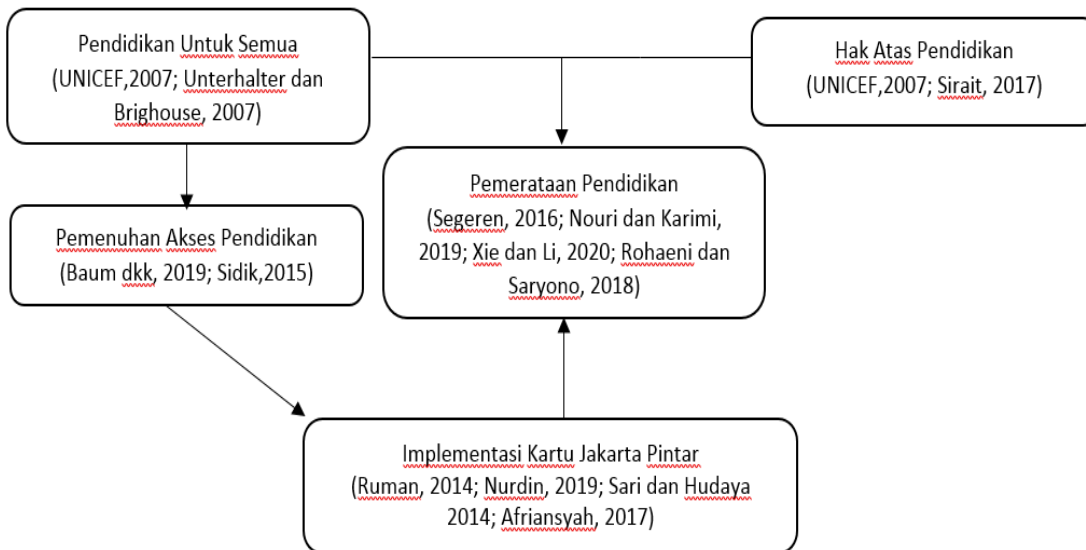 Pendidikan Untuk Semua
(UNICEF,2007; Unterhalter dan
Brighouse, 2007)
Hak Atas Pendidikan
(UNICEF,2007; Sirait, 2017)
Pemerataan Pendidikan
(Segeren, 2016; Nouri dan Karimi,
2019; Xie dan Li, 2020; Rohaeni dan
Saryono, 2018)
Pemenuhan Akses Pendidikan
(Baum dkk, 2019; Sidik,2015)
Implementasi Kartu Jakarta Pintar
(Ruman, 2014; Nurdin, 2019; Sari dan Hudaya
2014; Afriansyah, 2017)